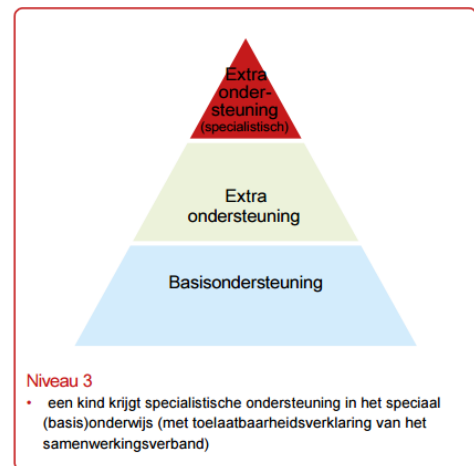 Extra
onder-
steuning
(specialistisch)
Extra
ondersteuning
Basisondersteuning
Niveau 3
• een kind krijgt specialistische ondersteuning in het speciaal
(basis)onderwijs (met toelaatbaarheidsverklaring van het
samenwerkingsverband)